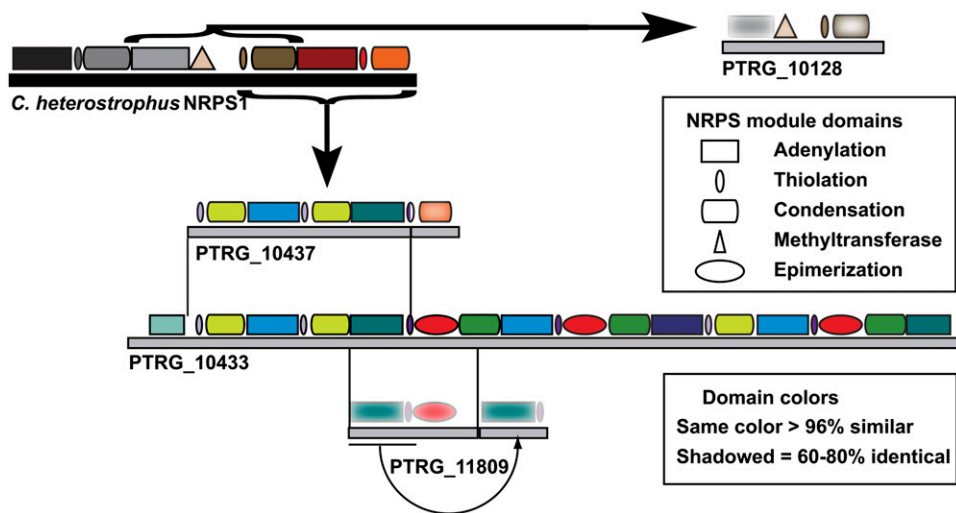 PTRG_10128
C. heterostrophus NRPS1
NRPS module domains
Adenylation
Thiolation
Condensation
Methyltransferase
Epimerization
PTRG_10437
PTRG_10433
PTRG_11809
Domain colors
Same color > 96% similar
Shadowed = 60-80% identical